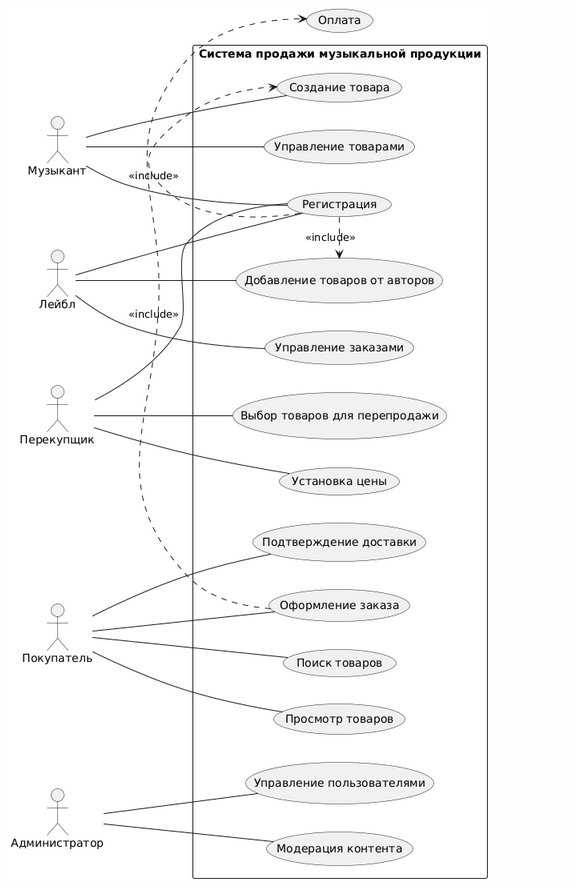 Оплата
Система продажи музыкальной продукции
Создание товара
Управление товарами
Музыкант
«include»
Регистрация
«include»
Добавление товаров от авторов
Лейбл
«include»
Управление заказами
Выбор товаров для перепродажи
Перекупщик
Установка цены
Подтверждение доставки
Оформление заказа
Покупатель
Поиск товаров
Просмотр товаров
Управление пользователями
Администратор
Модерация контента